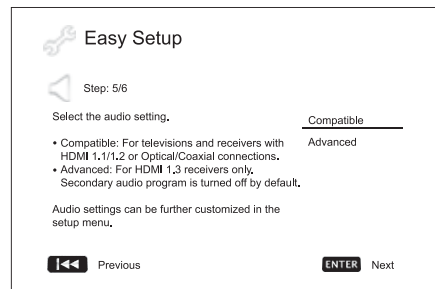 Easy Setup
Step: 5/6
Select the audio setting.
Compatible
Advanced
• Compatible: For televisions and receivers with
HDMI 1.1/1.2 or Optical/Coaxial connections.
• Advanced: For HDMI 1.3 receivers only.
Secondary audio program is turned off by default.
Audio settings can be further customized in the
setup menu.
Previous
ENTER Next